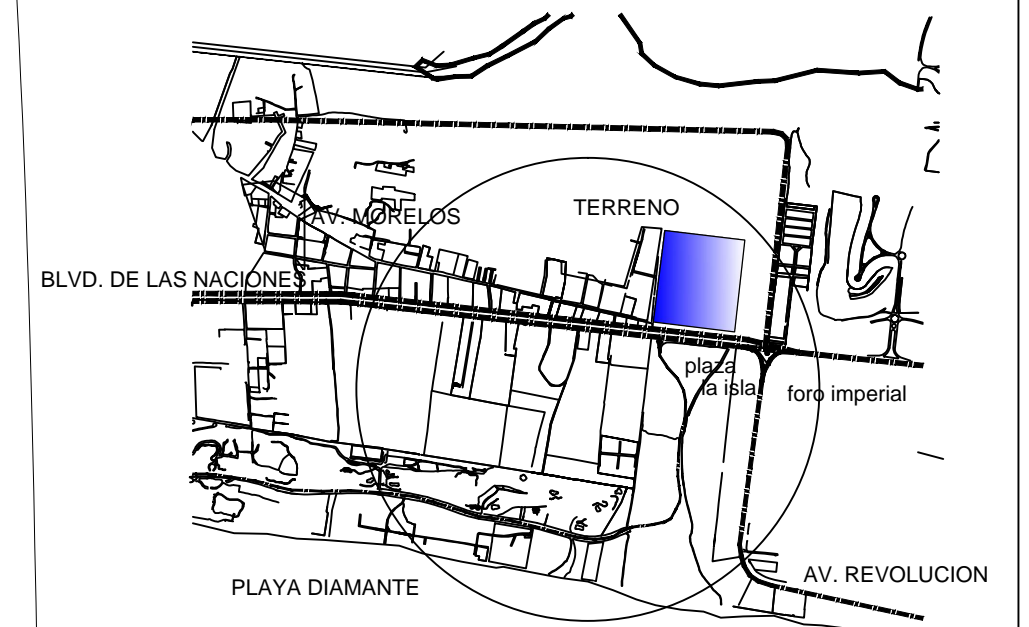 TERRENO
AV. MORELOS
BLVD. DE LAS NACIONES
plaza
la isla
foro imperial
AV. REVOLUCION
PLAYA DIAMANTE